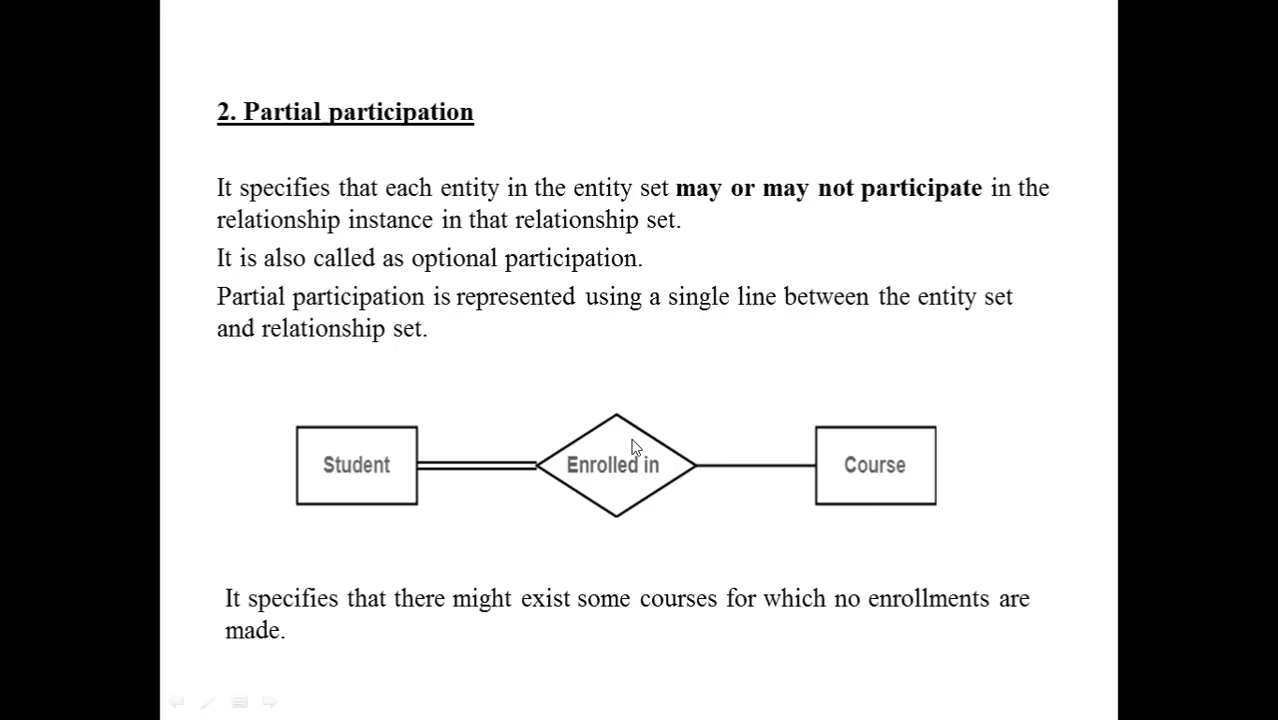 2. Partial participation
It specifies that each entity in the entity set may or may not participate in the
relationship instance in that relationship set.
It is also called as optional participation.
Partial participation is represented using a single line between the entity set
and relationship set.
Student
Enrolled in
Course
It specifies that there might exist some courses for which no enrollments are
made.